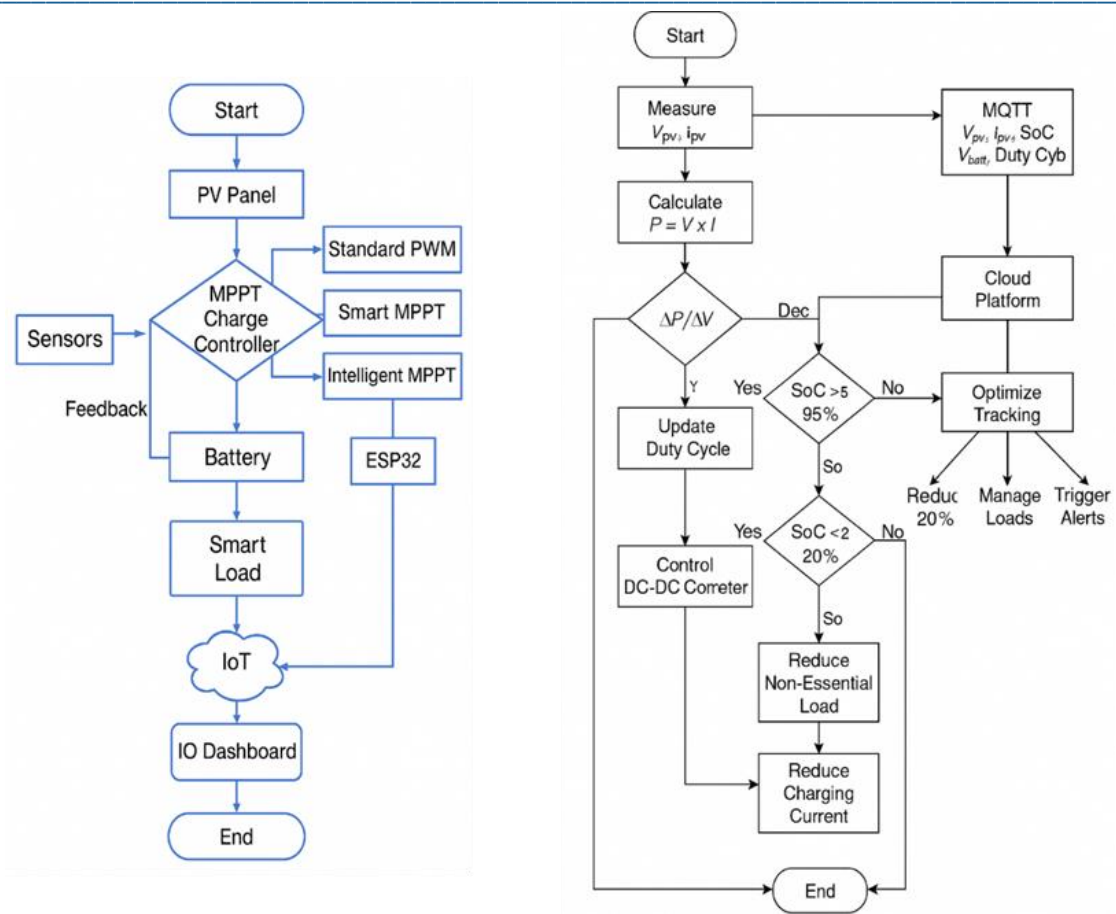 Start
PV Panel
Standard PWM
MPPT
Charge
Controller
Smart MPPT
Sensors
Intelligent MPPT
Feedback
Battery
ESP32
Smart
Load
IoT
IO Dashboard
End
Start
Measure
Vpv, ipv
MQTT
Vpv, ipv, SoC
Vbatt, Duty Cyb
Calculate
P = V x I
Cloud
Platform
ΔP/ΔV
Dec
Yes
SoC >5
95%
No
Optimize
Tracking
Y
Update
Duty Cycle
So
Reduc
20%
Manage
Loads
Trigger
Alerts
Yes
SoC <2
20%
No
Control
DC-DC Correter
So
Reduce
Non-Essential
Load
Reduce
Charging
Current
End